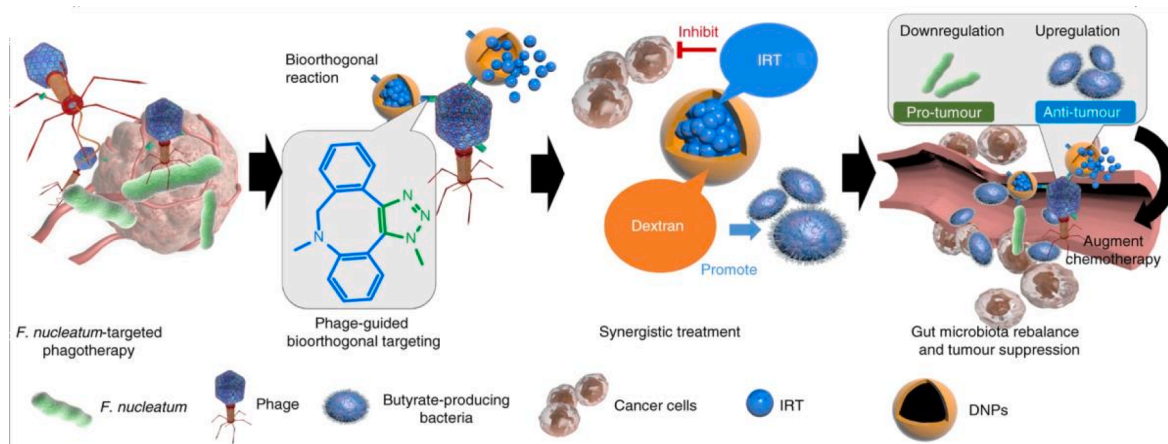 Bioorthogonal
reaction
N
N
N
N
Inhibit
IRT
Dextran
Promote
Downregulation
Upregulation
Pro-tumour
Anti-tumour
Augment
chemotherapy
F. nucleatum-targeted
phagotherapy
Phage-guided
bioorthogonal targeting
Synergistic treatment
Gut microbiota rebalance
and tumour suppression
F. nucleatum
Phage
Butyrate-producing
bacteria
Cancer cells
IRT
DNPs